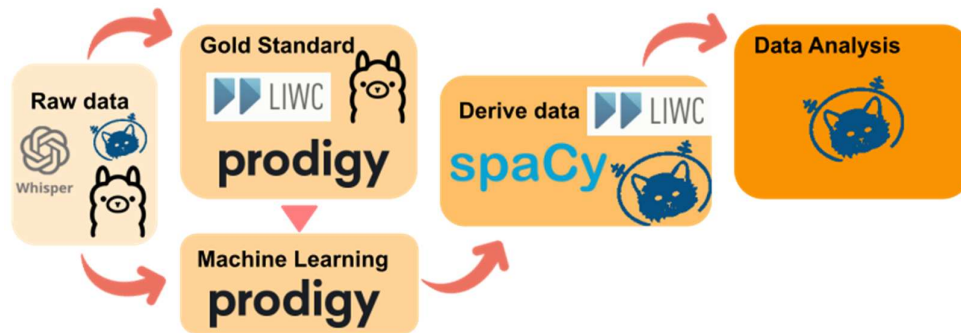 Raw data
Whisper
Gold Standard
LIWC
prodigy
Machine Learning
prodigy
Derive data
LIWC
spaCy
Data Analysis